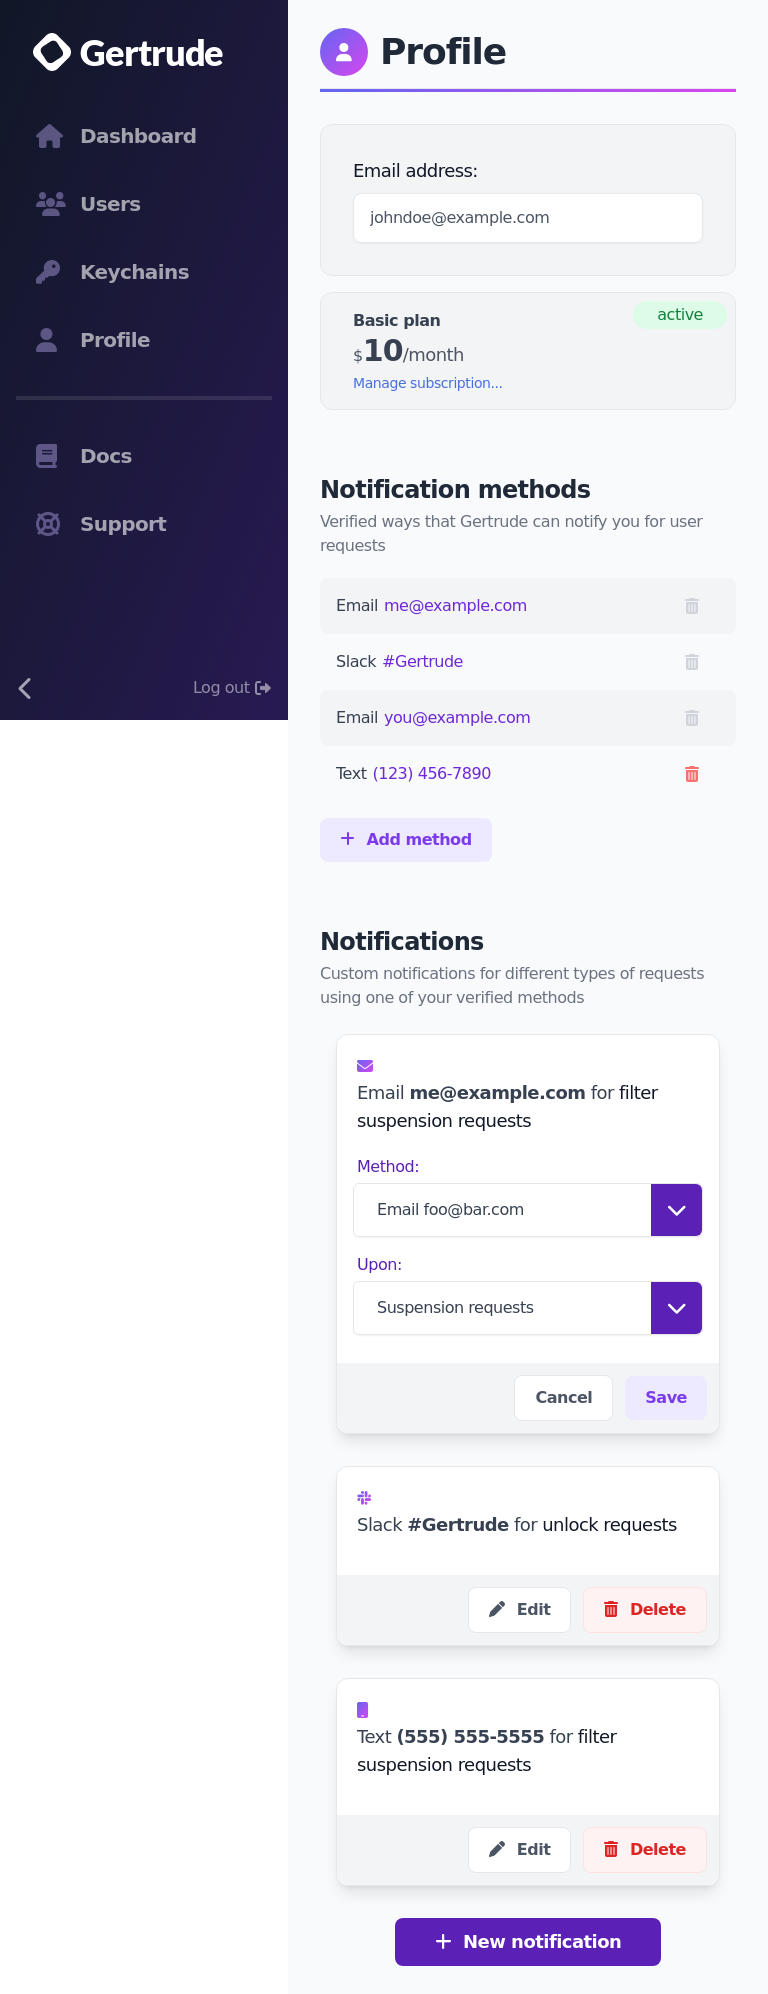 Gertrude
Dashboard
Users
Keychains
Profile
Docs
Support
Log out
Profile
Email address:
johndoe@example.com
Basic plan
active
$10/month
Manage subscription...
Notification methods
Verified ways that Gertrude can notify you for user
requests
Email me@example.com
Slack #Gertrude
Email you@example.com
Text (123) 456-7890
Add method
Notifications
Custom notifications for different types of requests
using one of your verified methods
Email me@example.com for filter
suspension requests
Method:
Email foo@bar.com
Upon:
Suspension requests
Cancel
Save
Slack #Gertrude for unlock requests
Edit
Delete
Text (555) 555-5555 for filter
suspension requests
Edit
Delete
New notification